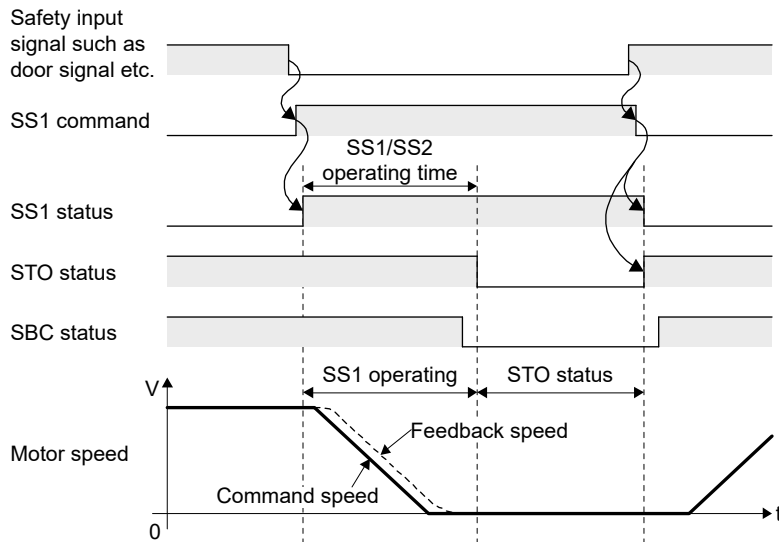 Safety input
signal such as
door signal etc.
SS1 command
SS1/SS2
operating time
SS1 status
STO status
SBC status
SS1 operating
STO status
V
Feedback speed
Motor speed
Command speed
0
t